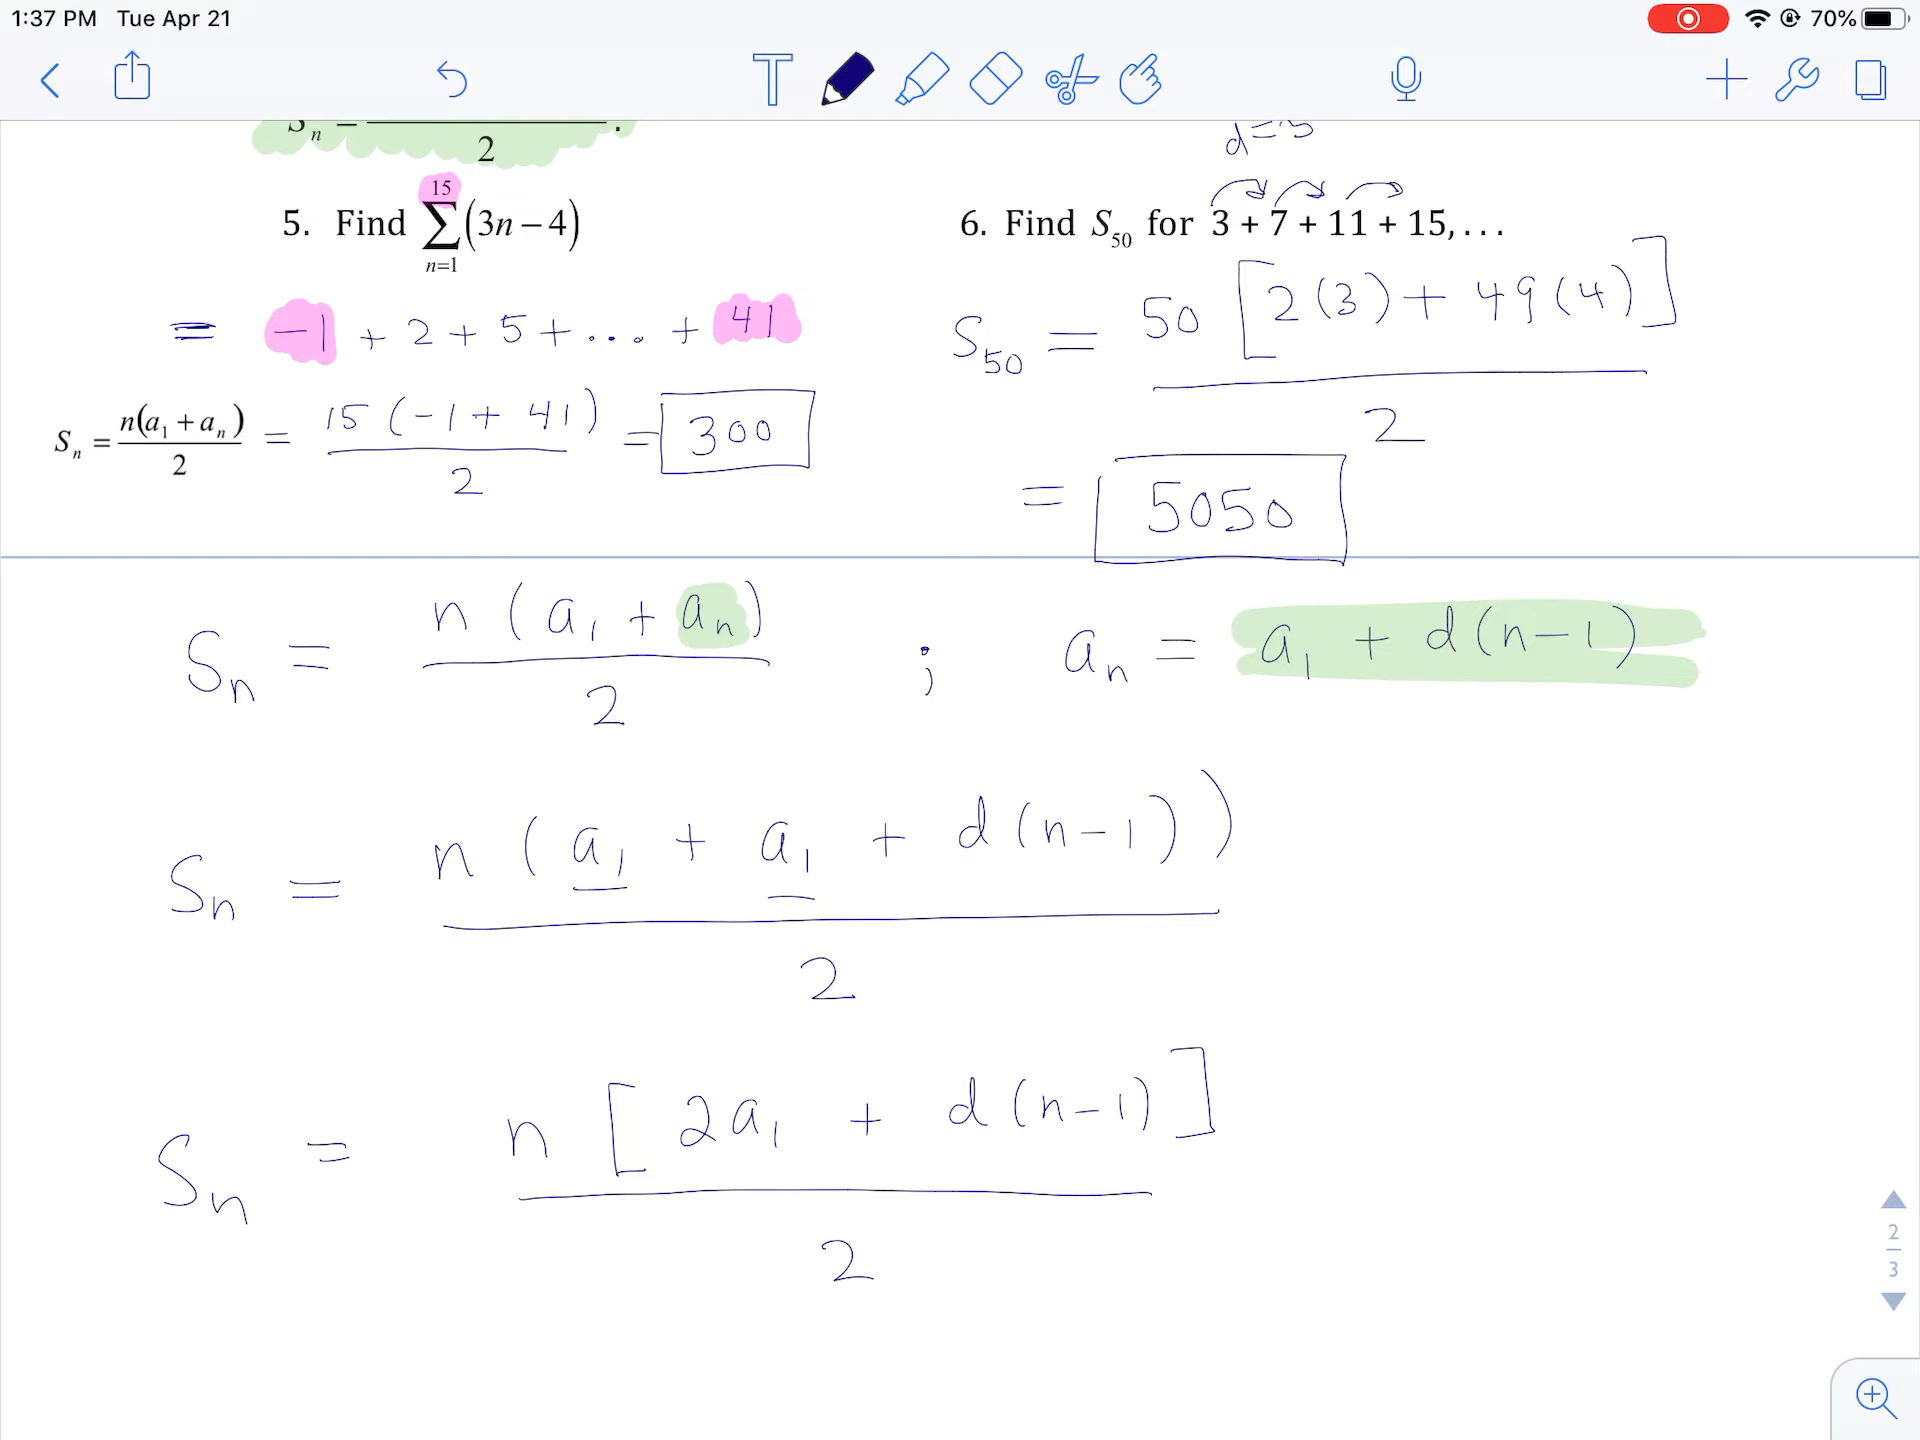 1:37 PM Tue Apr 21 70%
T
Sₙ = ―― .
2
5. Find ∑ₙ₌₁¹⁵ (3n – 4)
= -1 + 2 + 5 + ... + 41
Sₙ = n(a₁ + aₙ)/2 = 15(-1 + 41)/2 = 300
6. Find S₅₀ for 3 + 7 + 11 + 15, ...
S₅₀ = 50[2(3) + 49(4)]/2
= 5050
Sₙ = n(a₁ + aₙ)/2 ; aₙ = a₁ + d(n-1)
Sₙ = n(a₁ + a₁ + d(n-1))/2
Sₙ = n[2a₁ + d(n-1)]/2
2
3